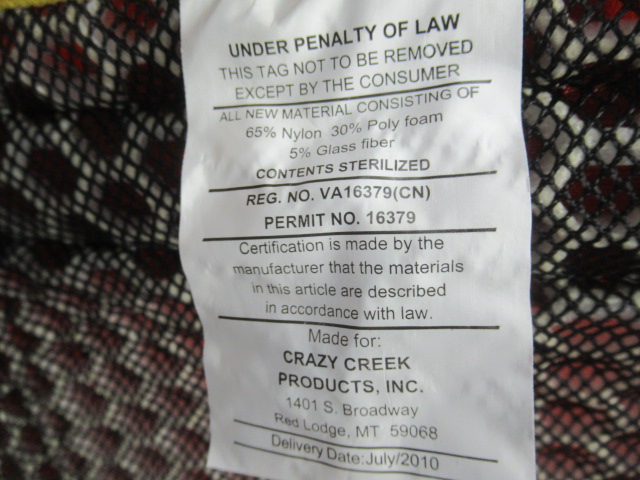 UNDER PENALTY OF LAW
THIS TAG NOT TO BE REMOVED
EXCEPT BY THE CONSUMER
ALL NEW MATERIAL CONSISTING OF
65% Nylon 30% Poly foam
5% Glass fiber
CONTENTS STERILIZED
REG. NO. VA16379(CN)
PERMIT NO. 16379
Certification is made by the
manufacturer that the materials
in this article are described
in accordance with law.
Made for:
CRAZY CREEK
PRODUCTS, INC.
1401 S. Broadway
Red Lodge, MT 59068
Delivery Date:July/2010